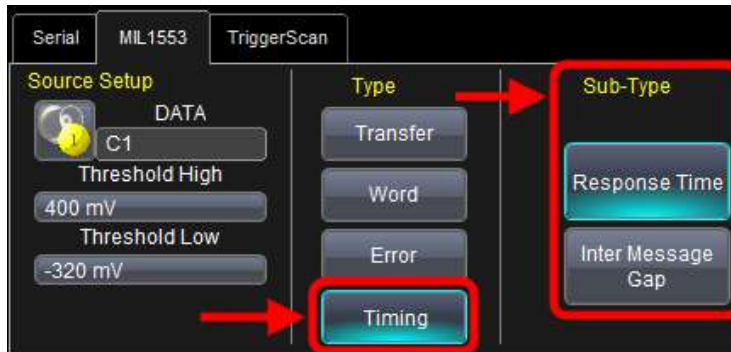 Serial MIL1553 TriggerScan
Source Setup
DATA
C1
Threshold High
400 mV
Threshold Low
-320 mV
Type
Transfer
Word
Error
Timing
Sub-Type
Response Time
Inter Message
Gap